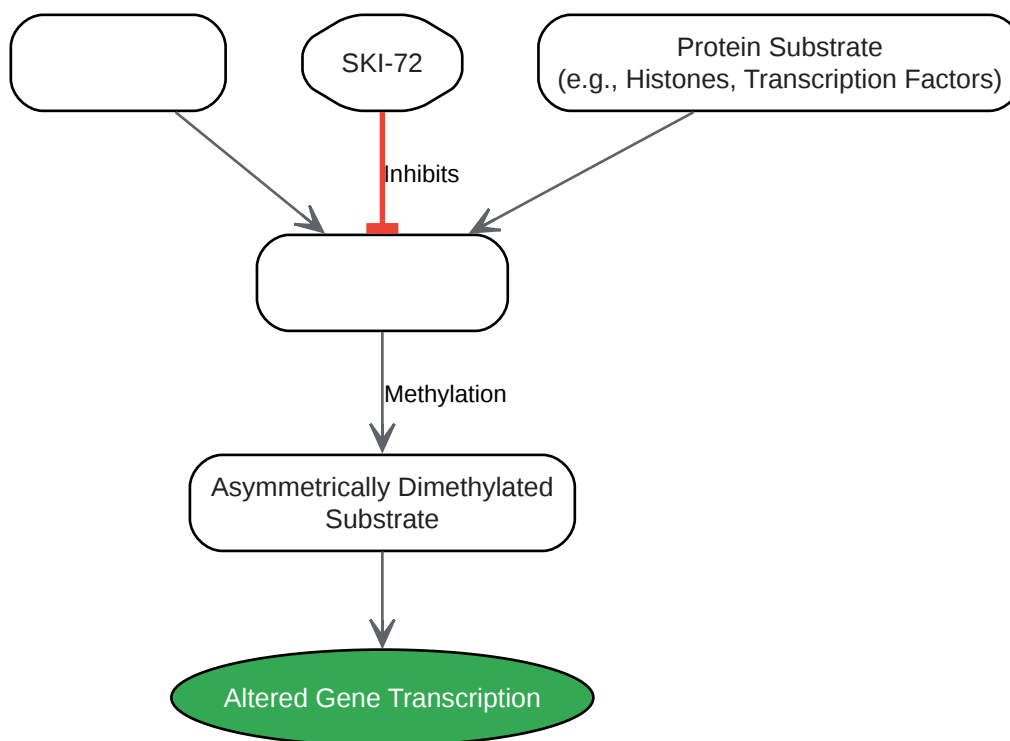 SKI-72
Protein Substrate
(e.g., Histones, Transcription Factors)
Inhibits
Methylation
Asymmetrically Dimethylated
Substrate
Altered Gene Transcription